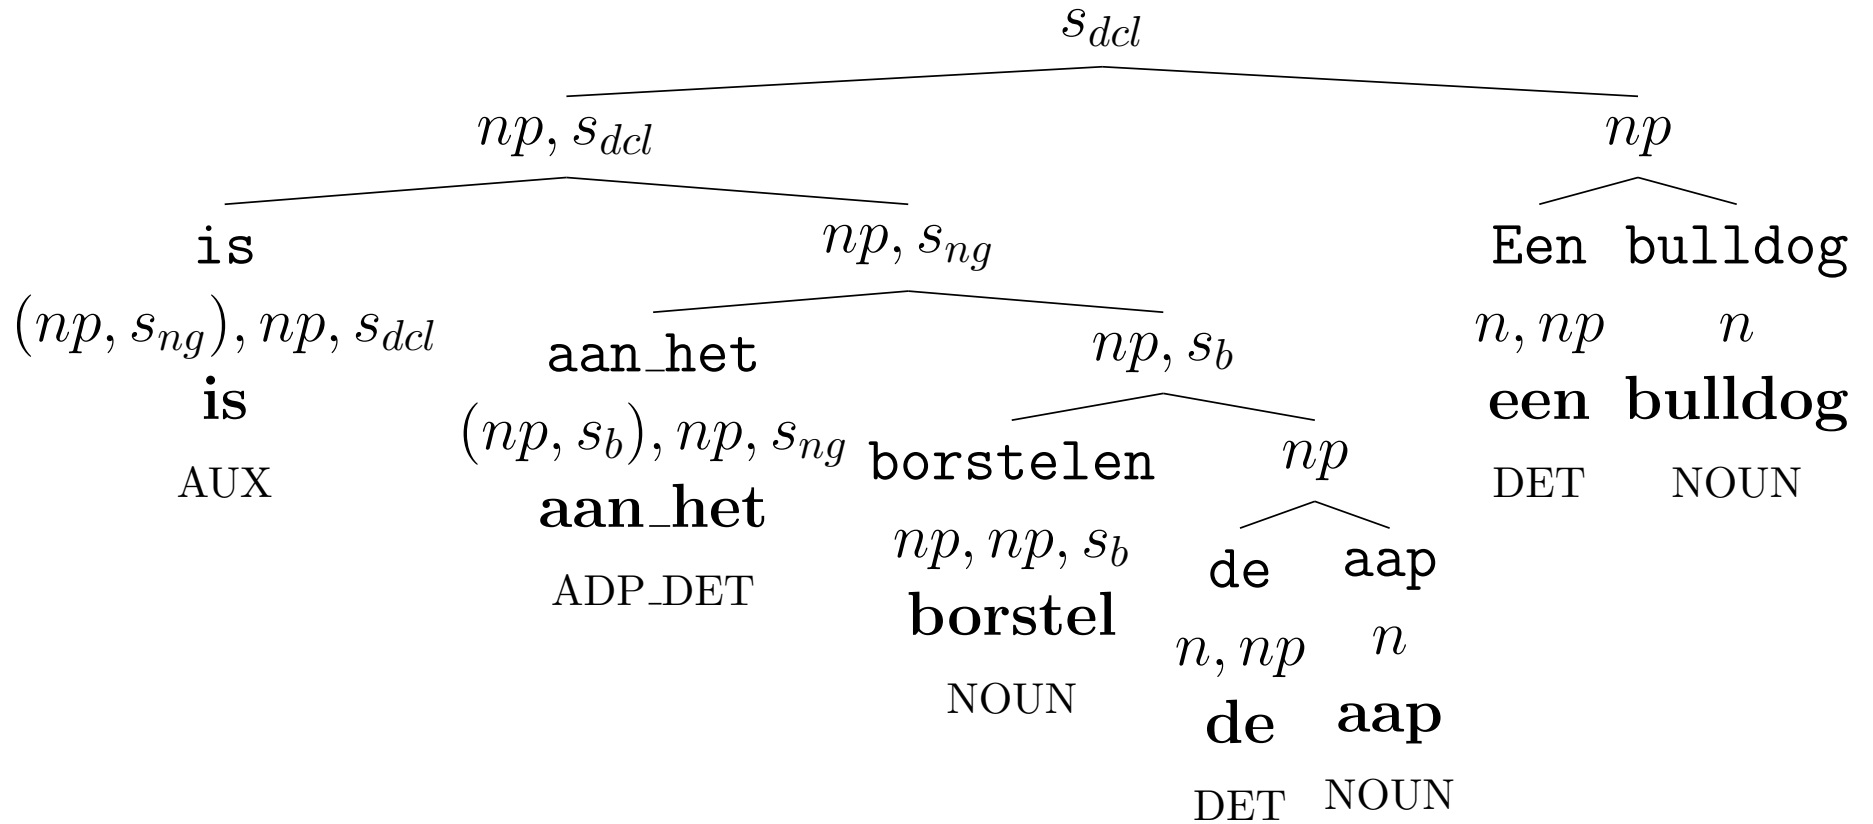 s_dcl
np, s_dcl np
is np, s_ng Een bulldog
(np, s_ng), np, s_dcl aan_het np, s_b n, np n
is (np, s_b), np, s_ng borstelen np een bulldog
AUX aan_het np, np, s_b de aap DET NOUN
ADP_DET borstel n, np n
NOUN de aap
DET NOUN